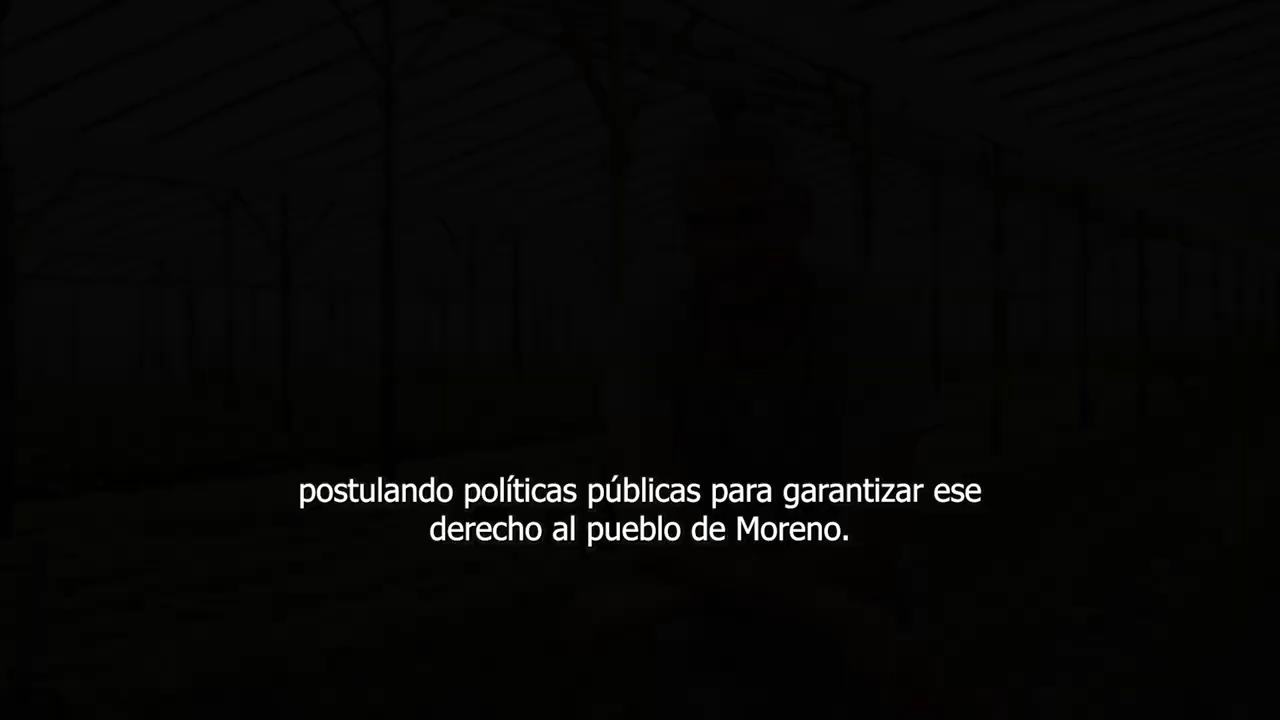 postulando políticas públicas para garantizar ese
derecho al pueblo de Moreno.